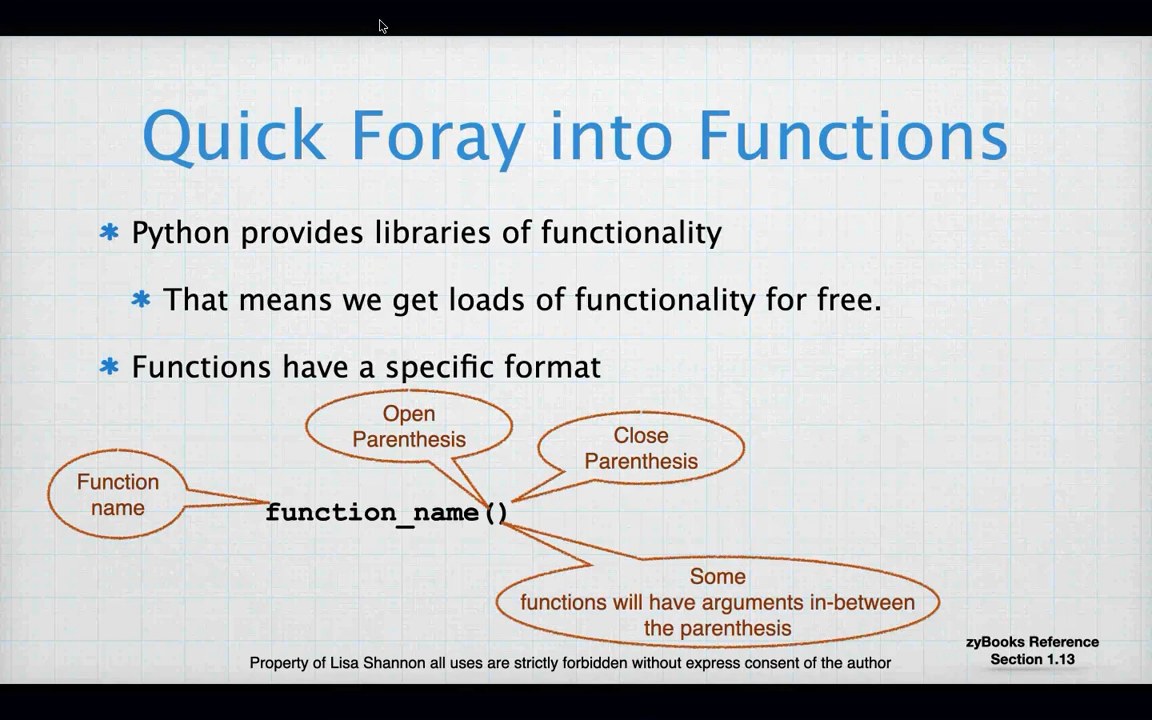 Quick Foray into Functions
Python provides libraries of functionality
That means we get loads of functionality for free.
Functions have a specific format
Open
Parenthesis
Close
Parenthesis
Function
name
function_name()
Some
functions will have arguments in-between
the parenthesis
zyBooks Reference
Section 1.13
Property of Lisa Shannon all uses are strictly forbidden without express consent of the author